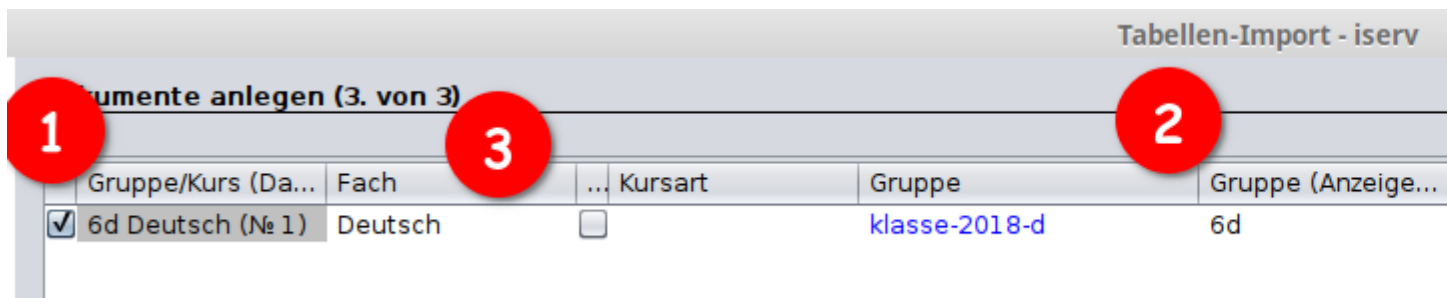 Tabellen-Import - iserv
kumente anlegen (3. von 3)
1
3
2
Gruppe/Kurs (Da... Fach ... Kursart Gruppe Gruppe (Anzeige...
6d Deutsch (№ 1) Deutsch klasse-2018-d 6d